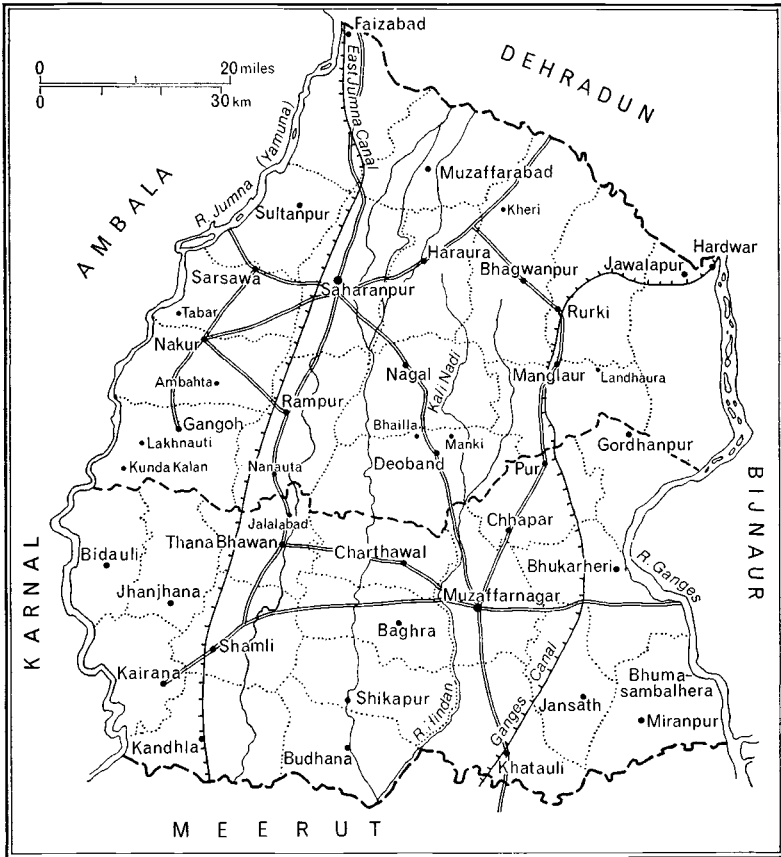 Faizabad
0 20 miles
0 30 km
DEHRADUN
East Jumna Canal
R. Jumna (Yamuna)
AMBALA
Muzaffarabad
Sultanpur
Kheri
Hardwar
Haraura
Jawalapur
Sarsawa
Bhagwanpur
Saharanpur
Tabar
Rurki
Nakur
Kali Nadi
Nagal
Manglaur
Landhaura
Ambahta
Rampur
Gangoh
Bhailla
Manki
Lakhnauti
Gordhanpur
Deoband
Kunda Kalan
Nanauta
Pur
BIJNAUR
Jalalabad
Chhapar
KARNAL
Thana Bhawan
Charthawal
Bidauli
Bhukarheri
R. Ganges
Jhanjhana
Muzaffarnagar
Baghra
Shamli
Kairana
Ganges Canal
Bhuma-
sambalhera
Shikapur
Jansath
R. Hindan
Miranpur
Kandhla
Budhana
Khatauli
MEERUT